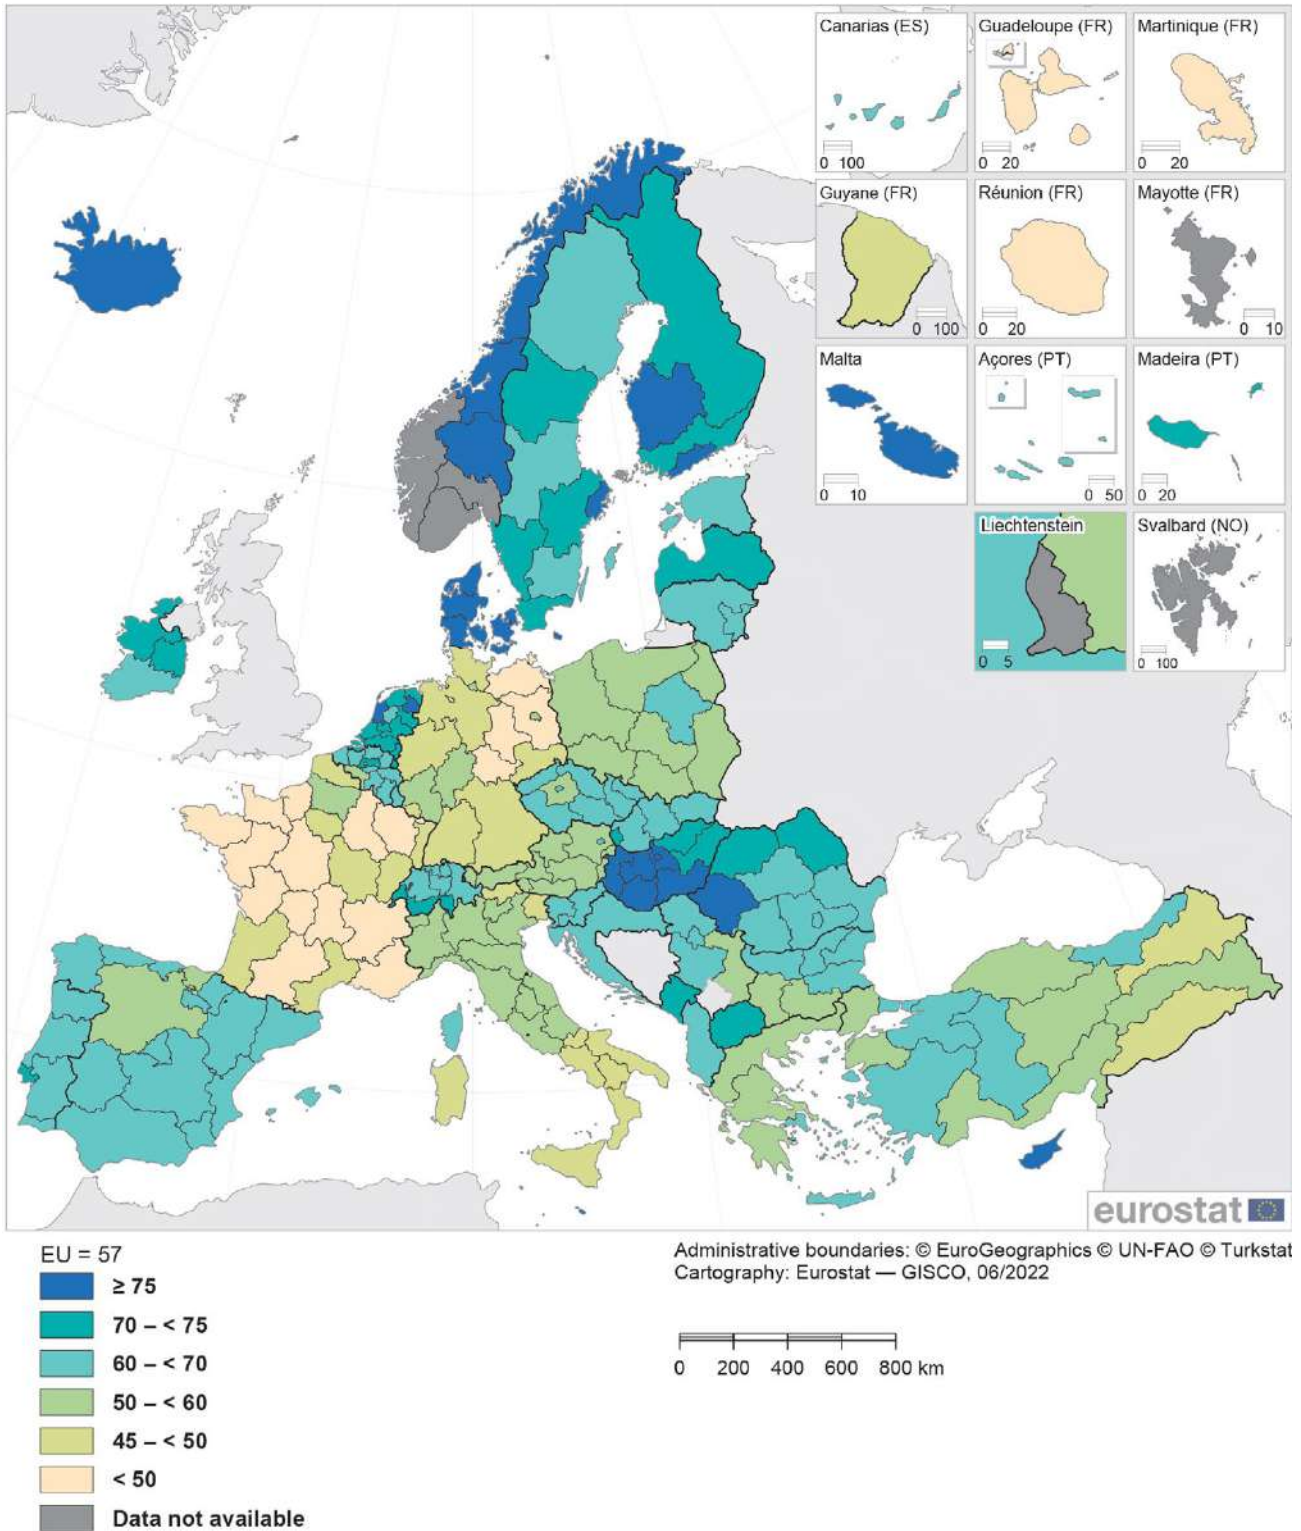 Canarias (ES)
0 100
Guadeloupe (FR)
0 20
Martinique (FR)
0 20
Guyane (FR)
0 100
Réunion (FR)
0 20
Mayotte (FR)
0 10
Malta
0 10
Açores (PT)
0 50
Madeira (PT)
0 20
Liechtenstein
0 5
Svalbard (NO)
0 100
eurostat
EU = 57
≥ 75
70 – < 75
60 – < 70
50 – < 60
45 – < 50
< 50
Data not available
Administrative boundaries: © EuroGeographics © UN-FAO © Turkstat
Cartography: Eurostat — GISCO, 06/2022
0 200 400 600 800 km